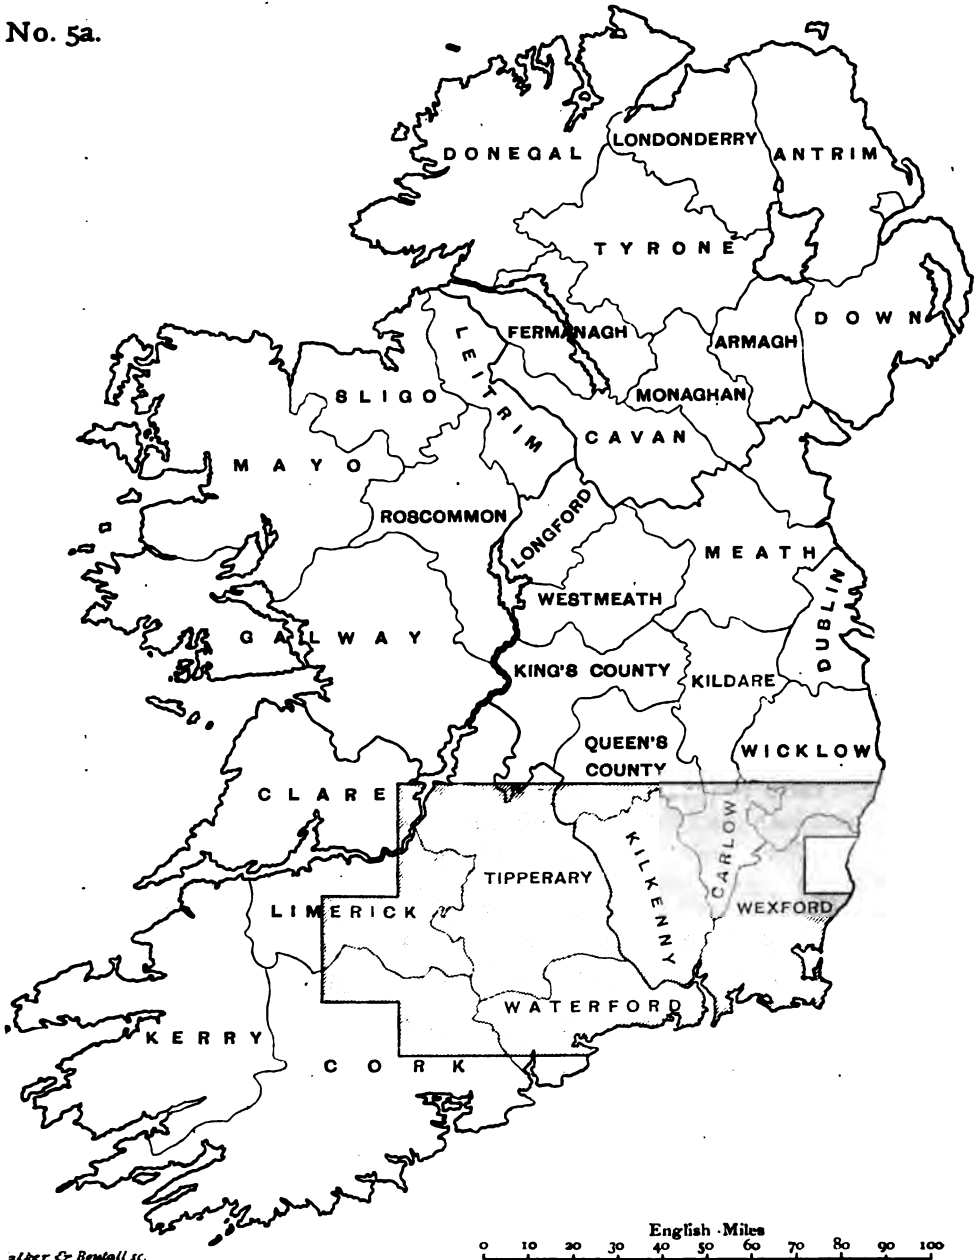 No. 5a.
DONEGAL
LONDONDERRY
ANTRIM
TYRONE
DOWN
FERMANAGH
ARMAGH
LEITRIM
SLIGO
MONAGHAN
CAVAN
MAYO
ROSCOMMON
LONGFORD
MEATH
WESTMEATH
DUBLIN
GALWAY
KING'S COUNTY
KILDARE
QUEEN'S
COUNTY
WICKLOW
CLARE
CARLOW
KILKENNY
TIPPERARY
WEXFORD
LIMERICK
WATERFORD
KERRY
CORK
English Miles
0 10 20 30 40 50 60 70 80 90 100
sc.